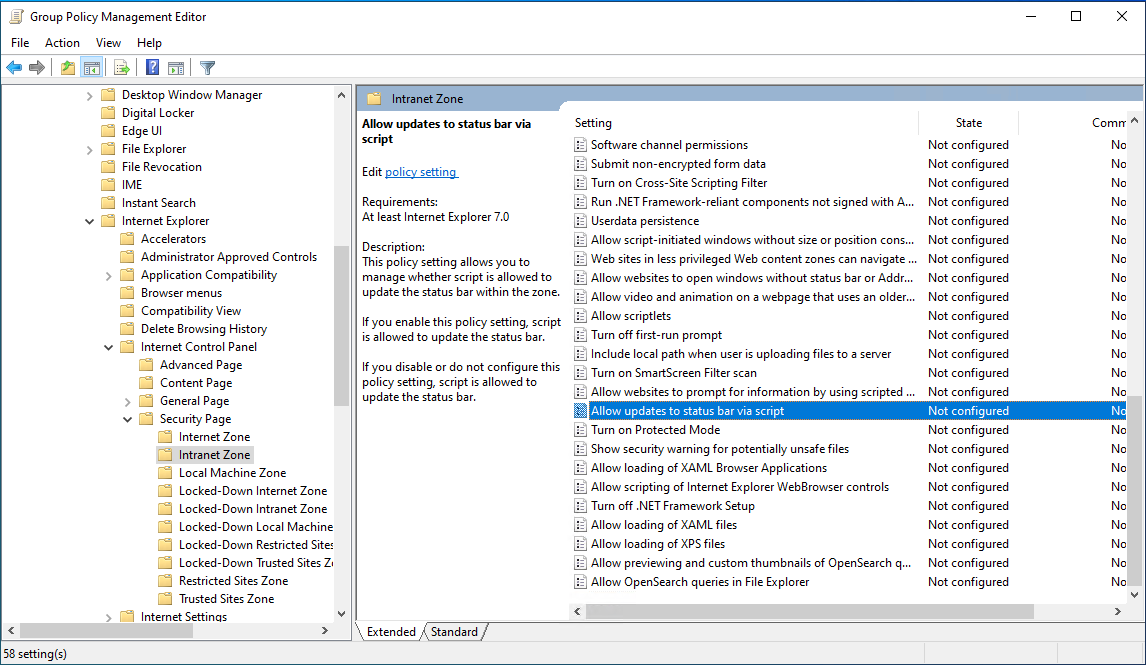 Group Policy Management Editor
File Action View Help
Desktop Window Manager
Digital Locker
Edge UI
File Explorer
File Revocation
IME
Instant Search
Internet Explorer
Accelerators
Administrator Approved Controls
Application Compatibility
Browser menus
Compatibility View
Delete Browsing History
Internet Control Panel
Advanced Page
Content Page
General Page
Security Page
Internet Zone
Intranet Zone
Local Machine Zone
Locked-Down Internet Zone
Locked-Down Intranet Zone
Locked-Down Local Machine
Locked-Down Restricted Sites
Locked-Down Trusted Sites Z
Restricted Sites Zone
Trusted Sites Zone
Internet Settings
Intranet Zone
Allow updates to status bar via
script
Edit policy setting
Requirements:
At least Internet Explorer 7.0
Description:
This policy setting allows you to
manage whether script is allowed to
update the status bar within the zone.
If you enable this policy setting, script
is allowed to update the status bar.
If you disable or do not configure this
policy setting, script is allowed to
update the status bar.
Setting State Comm
Software channel permissions Not configured No
Submit non-encrypted form data Not configured No
Turn on Cross-Site Scripting Filter Not configured No
Run .NET Framework-reliant components not signed with A... Not configured No
Userdata persistence Not configured No
Allow script-initiated windows without size or position cons... Not configured No
Web sites in less privileged Web content zones can navigate ... Not configured No
Allow websites to open windows without status bar or Addr... Not configured No
Allow video and animation on a webpage that uses an older... Not configured No
Allow scriptlets Not configured No
Turn off first-run prompt Not configured No
Include local path when user is uploading files to a server Not configured No
Turn on SmartScreen Filter scan Not configured No
Allow websites to prompt for information by using scripted ... Not configured No
Allow updates to status bar via script Not configured No
Turn on Protected Mode Not configured No
Show security warning for potentially unsafe files Not configured No
Allow loading of XAML Browser Applications Not configured No
Allow scripting of Internet Explorer WebBrowser controls Not configured No
Turn off .NET Framework Setup Not configured No
Allow loading of XAML files Not configured No
Allow loading of XPS files Not configured No
Allow previewing and custom thumbnails of OpenSearch q... Not configured No
Allow OpenSearch queries in File Explorer Not configured No
Extended Standard
58 setting(s)